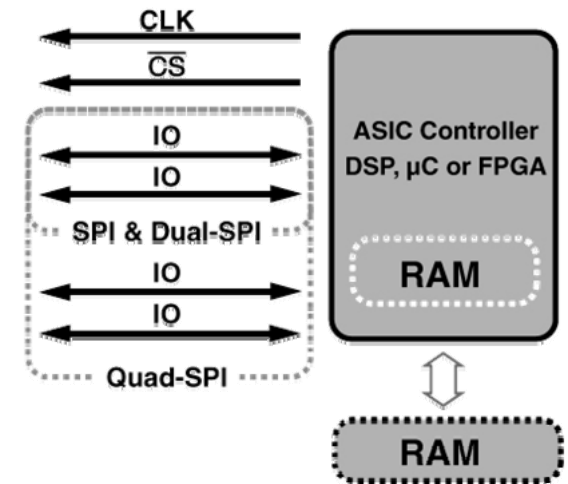 CLK
CS
IO
IO
SPI & Dual-SPI
IO
IO
Quad-SPI
ASIC Controller
DSP, µC or FPGA
RAM
RAM